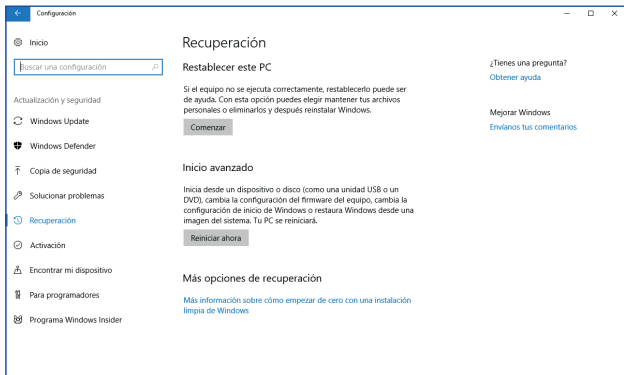 Configuración
Inicio
Buscar una configuración
Actualización y seguridad
Windows Update
Windows Defender
Copia de seguridad
Solucionar problemas
Recuperación
Activación
Encontrar mi dispositivo
Para programadores
Programa Windows Insider
Recuperación
Restablecer este PC
Si el equipo no se ejecuta correctamente, restablecerlo puede ser
de ayuda. Con esta opción puedes elegir mantener tus archivos
personales o eliminarlos y después reinstalar Windows.
Comenzar
Inicio avanzado
Inicia desde un dispositivo o disco (como una unidad USB o un
DVD), cambia la configuración del firmware del equipo, cambia la
configuración de inicio de Windows o restaura Windows desde una
imagen del sistema. Tu PC se reiniciará.
Reiniciar ahora
Más opciones de recuperación
Más información sobre cómo empezar de cero con una instalación
limpia de Windows
¿Tienes una pregunta?
Obtener ayuda
Mejorar Windows
Envíanos tus comentarios